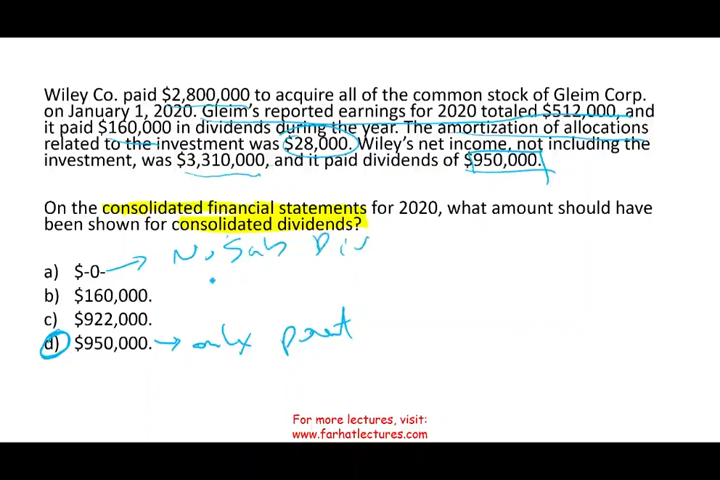 Wiley Co. paid $2,800,000 to acquire all of the common stock of Gleim Corp.
on January 1, 2020. Gleim's reported earnings for 2020 totaled $512,000, and
it paid $160,000 in dividends during the year. The amortization of allocations
related to the investment was $28,000. Wiley's net income, not including the
investment, was $3,310,000, and it paid dividends of $950,000.
On the consolidated financial statements for 2020, what amount should have
been shown for consolidated dividends?
No Sub Div
a) $-0-
b) $160,000.
c) $922,000.
d) $950,000. only
For more lectures, visit:
www.farhatlectures.com